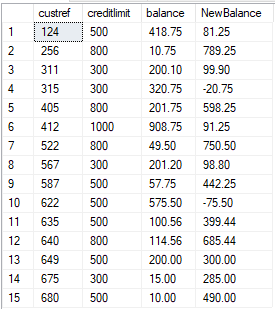 custref creditlimit balance NewBalance
1 124 500 418.75 81.25
2 256 800 10.75 789.25
3 311 300 200.10 99.90
4 315 300 320.75 -20.75
5 405 800 201.75 598.25
6 412 1000 908.75 91.25
7 522 800 49.50 750.50
8 567 300 201.20 98.80
9 587 500 57.75 442.25
10 622 500 575.50 -75.50
11 635 500 100.56 399.44
12 640 800 114.56 685.44
13 649 500 200.00 300.00
14 675 300 15.00 285.00
15 680 500 10.00 490.00